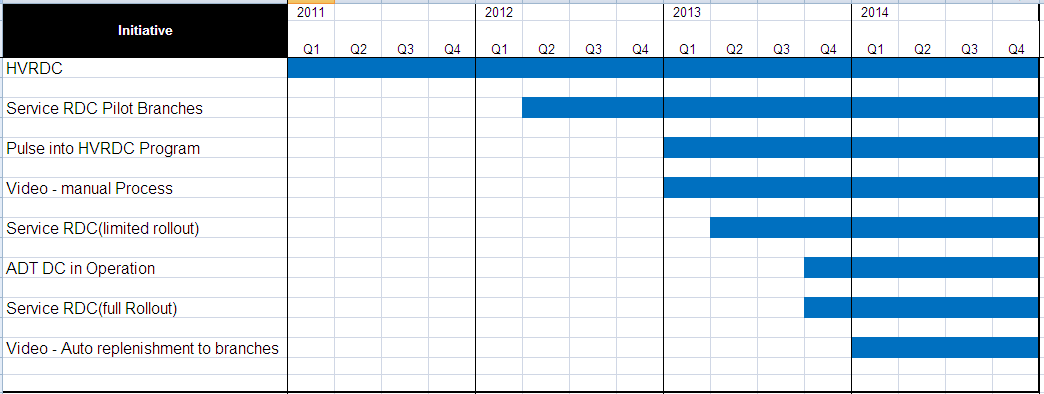 2011 2012 2013 2014
Initiative
Q1 Q2 Q3 Q4 Q1 Q2 Q3 Q4 Q1 Q2 Q3 Q4 Q1 Q2 Q3 Q4
HVRDC
Service RDC Pilot Branches
Pulse into HVRDC Program
Video - manual Process
Service RDC(limited rollout)
ADT DC in Operation
Service RDC(full Rollout)
Video - Auto replenishment to branches